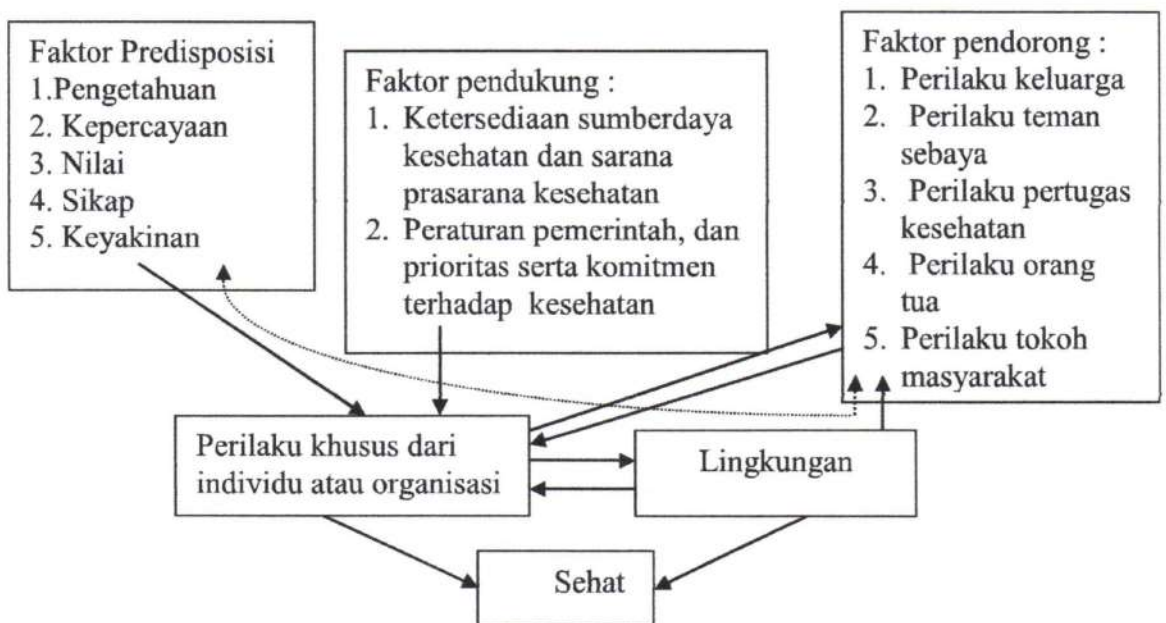 Faktor Predisposisi
1.Pengetahuan
2. Kepercayaan
3. Nilai
4. Sikap
5. Keyakinan
Faktor pendukung :
1. Ketersediaan sumberdaya
kesehatan dan sarana
prasarana kesehatan
2. Peraturan pemerintah, dan
prioritas serta komitmen
terhadap kesehatan
Faktor pendorong :
1. Perilaku keluarga
2. Perilaku teman
sebaya
3. Perilaku pertugas
kesehatan
4. Perilaku orang
tua
5. Perilaku tokoh
masyarakat
Perilaku khusus dari
individu atau organisasi
Lingkungan
Sehat